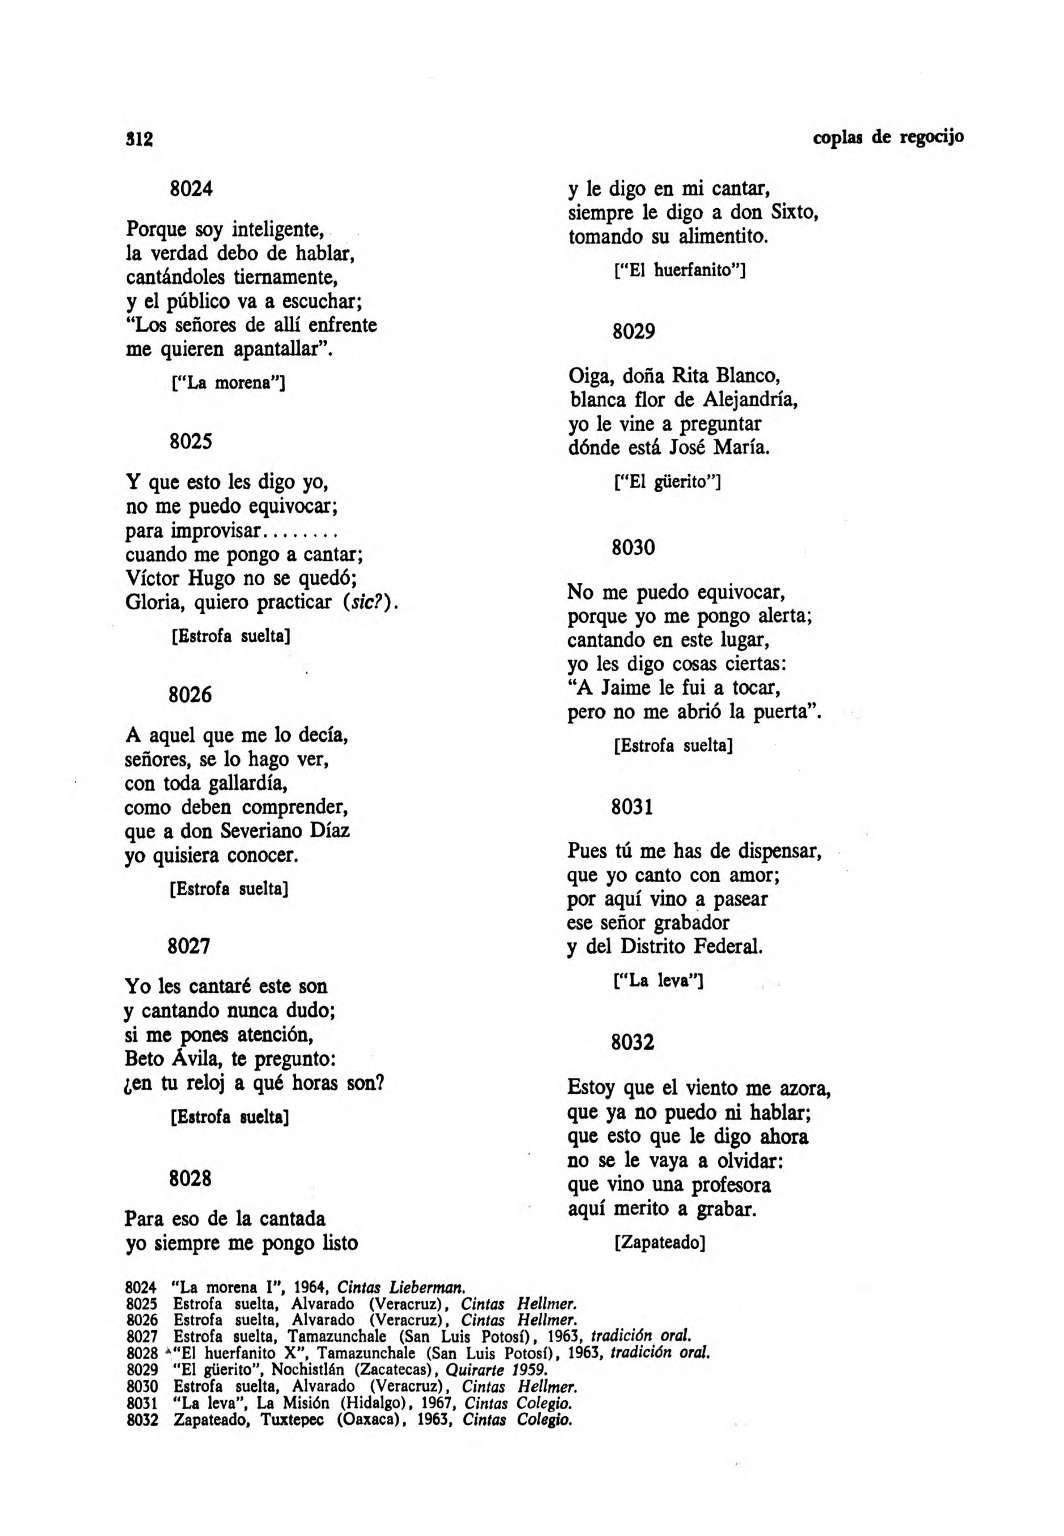 312
coplas de regocijo
8024
Porque soy inteligente,
la verdad debo de hablar,
cantándoles tiernamente,
y el público va a escuchar;
“Los señores de allí enfrente
me quieren apantallar”.
[“La morena”]
8025
Y que esto les digo yo,
no me puedo equivocar;
para improvisar........
cuando me pongo a cantar;
Víctor Hugo no se quedó;
Gloria, quiero practicar (sic?).
[Estrofa suelta]
8026
A aquel que me lo decía,
señores, se lo hago ver,
con toda gallardía,
como deben comprender,
que a don Severiano Díaz
yo quisiera conocer.
[Estrofa suelta]
8027
Yo les cantaré este son
y cantando nunca dudo;
si me pones atención,
Beto Ávila, te pregunto:
¿en tu reloj a qué horas son?
[Estrofa suelta]
8028
Para eso de la cantada
yo siempre me pongo listo
y le digo en mi cantar,
siempre le digo a don Sixto,
tomando su alimentito.
[“El huerfanito”]
8029
Oiga, doña Rita Blanco,
blanca flor de Alejandría,
yo le vine a preguntar
dónde está José María.
[“El güerito”]
8030
No me puedo equivocar,
porque yo me pongo alerta;
cantando en este lugar,
yo les digo cosas ciertas:
“A Jaime le fui a tocar,
pero no me abrió la puerta”.
[Estrofa suelta]
8031
Pues tú me has de dispensar,
que yo canto con amor;
por aquí vino a pasear
ese señor grabador
y del Distrito Federal.
[“La leva”]
8032
Estoy que el viento me azora,
que ya no puedo ni hablar;
que esto que le digo ahora
no se le vaya a olvidar:
que vino una profesora
aquí merito a grabar.
[Zapateado]
8024 “La morena I”, 1964, Cintas Lieberman.
8025 Estrofa suelta, Alvarado (Veracruz), Cintas Hellmer.
8026 Estrofa suelta, Alvarado (Veracruz), Cintas Hellmer.
8027 Estrofa suelta, Tamazunchale (San Luis Potosí), 1963, tradición oral.
8028 “El huerfanito X”, Tamazunchale (San Luis Potosí), 1963, tradición oral.
8029 “El güerito”, Nochistlán (Zacatecas), Quirarte 1959.
8030 Estrofa suelta, Alvarado (Veracruz), Cintas Hellmer.
8031 “La leva”, La Misión (Hidalgo), 1967, Cintas Colegio.
8032 Zapateado, Tuxtepec (Oaxaca), 1963, Cintas Colegio.